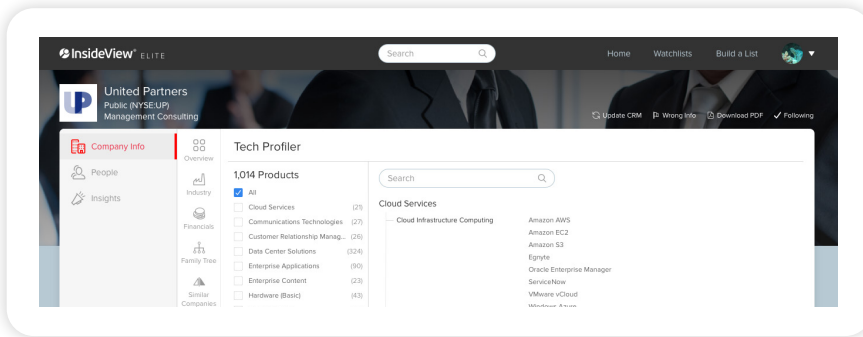 InsideView® ELITE
Search
Home Watchlists Build a List
UP
United Partners
Public (NYSE:UP)
Management Consulting
Update CRM Wrong Info Download PDF Following
Company Info
People
Insights
Overview
Industry
Financials
Family Tree
Similar
Companies
Tech Profiler
1,014 Products
All
Cloud Services (21)
Communications Technologies (27)
Customer Relationship Manag... (26)
Data Center Solutions (324)
Enterprise Applications (90)
Enterprise Content (23)
Hardware (Basic) (43)
Search
Cloud Services
Cloud Infrastructure Computing
Amazon AWS
Amazon EC2
Amazon S3
Egnyte
Oracle Enterprise Manager
ServiceNow
VMware vCloud
Windows Azure